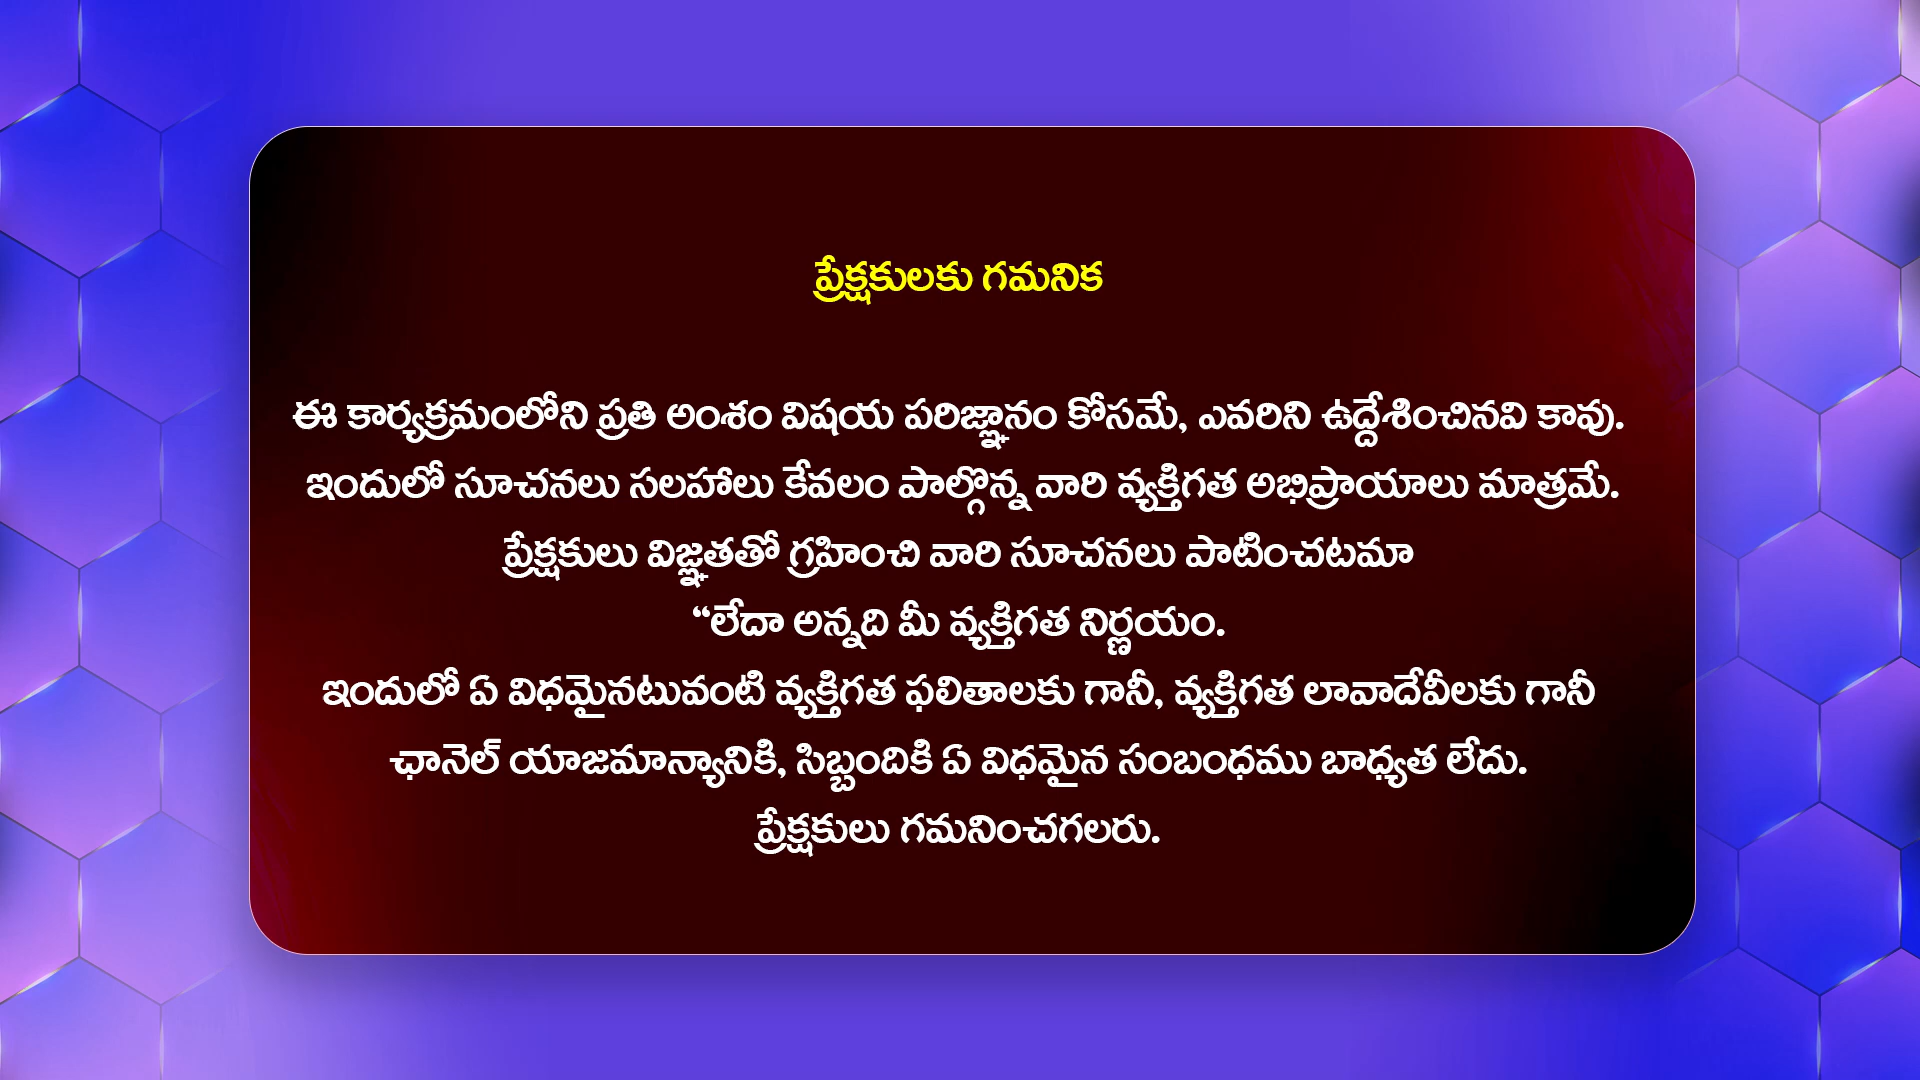 ప్రేక్షకులకు గమనిక
ఈ కార్యక్రమంలోని ప్రతి అంశం విషయ పరిజ్ఞానం కోసమే, ఎవరిని ఉద్దేశించినవి కావు.
ఇందులో సూచనలు సలహాలు కేవలం పాల్గొన్న వారి వ్యక్తిగత అభిప్రాయాలు మాత్రమే.
ప్రేక్షకులు విజ్ఞతతో గ్రహించి వారి సూచనలు పాటించటమా
“లేదా అన్నది మీ వ్యక్తిగత నిర్ణయం.
ఇందులో ఏ విధమైనటువంటి వ్యక్తిగత ఫలితాలకు గానీ, వ్యక్తిగత లావాదేవీలకు గానీ
ఛానెల్ యాజమాన్యానికి, సిబ్బందికి ఏ విధమైన సంబంధము బాధ్యత లేదు.
ప్రేక్షకులు గమనించగలరు.